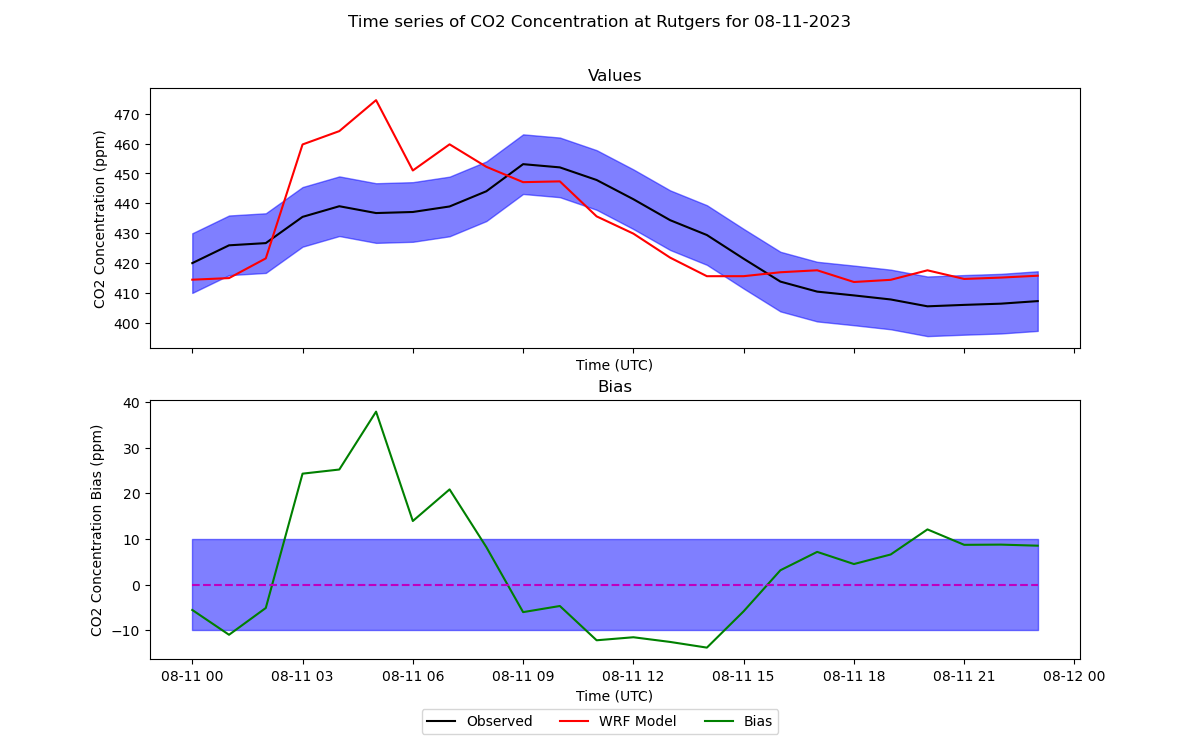 Time series of CO2 Concentration at Rutgers for 08-11-2023
Values
CO2 Concentration (ppm)
470
460
450
440
430
420
410
400
Time (UTC)
Bias
CO2 Concentration Bias (ppm)
40
30
20
10
0
−10
08-11 00 08-11 03 08-11 06 08-11 09 08-11 12 08-11 15 08-11 18 08-11 21 08-12 00
Time (UTC)
Observed WRF Model Bias